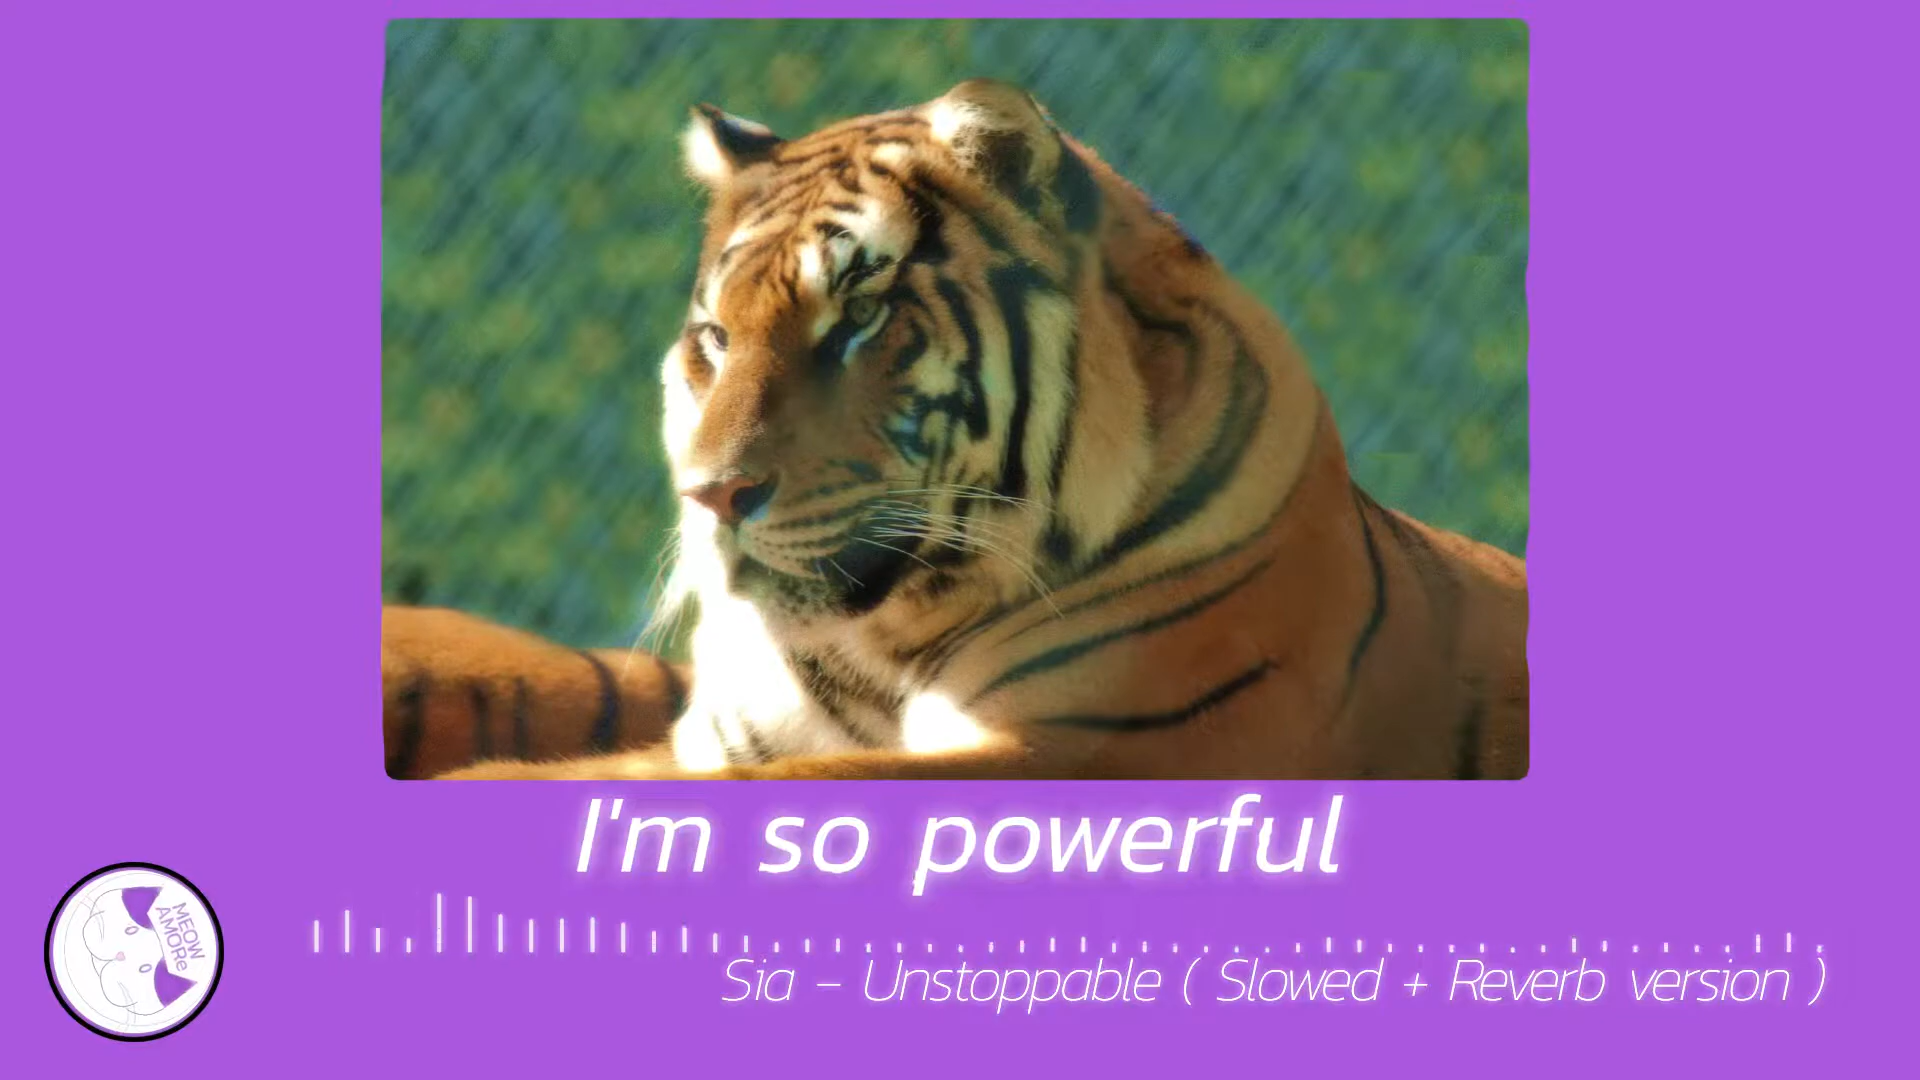 I'm so powerful
MEOW
AMORe
Sia - Unstoppable ( Slowed + Reverb version )